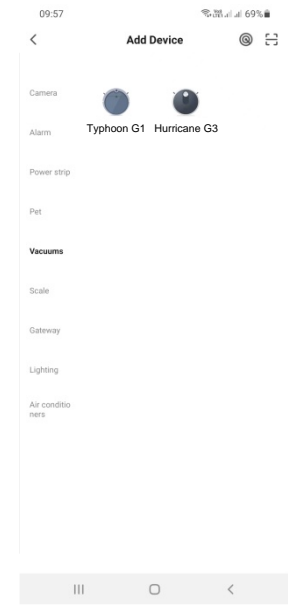 09:57
69%
Add Device
Camera
Typhoon G1 Hurricane G3
Alarm
Power strip
Pet
Vacuums
Scale
Gateway
Lighting
Air conditio
ners